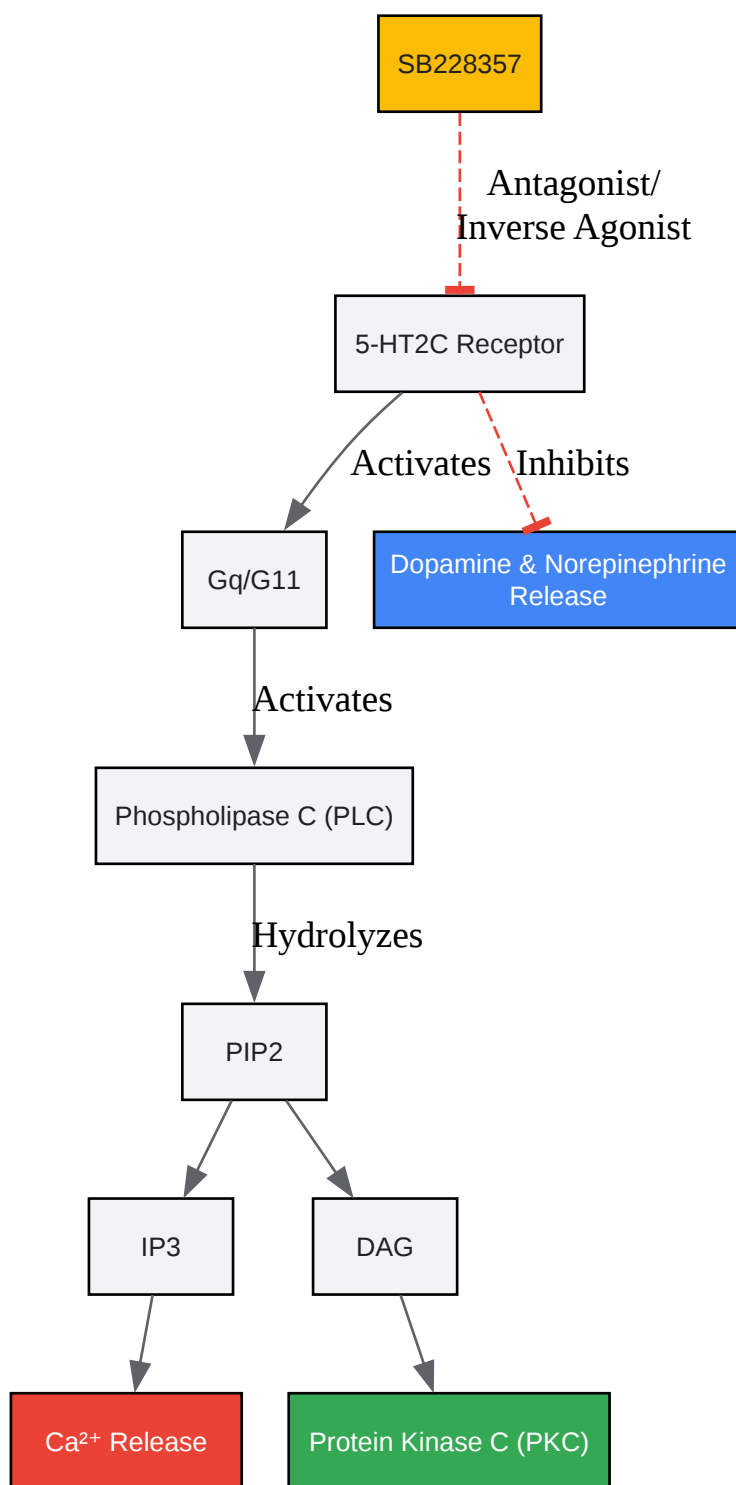 SB228357
Antagonist/
Inverse Agonist
5-HT2C Receptor
Activates
Inhibits
Gq/G11
Dopamine & Norepinephrine
Release
Activates
Phospholipase C (PLC)
Hydrolyzes
PIP2
IP3
DAG
Ca²⁺ Release
Protein Kinase C (PKC)